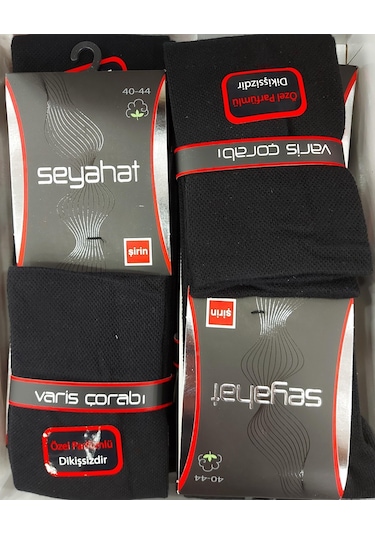 40-44
seyahat
şirin
varis çorabı
Özel Parfümlü
Dikişsizdir
Özel Parfümlü
Dikişsizdir
varis çorabı
şirin
seyahat
40-44